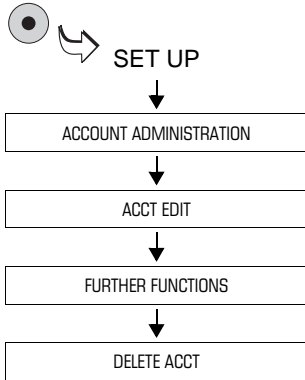 SET UP
ACCOUNT ADMINISTRATION
ACCT EDIT
FURTHER FUNCTIONS
DELETE ACCT